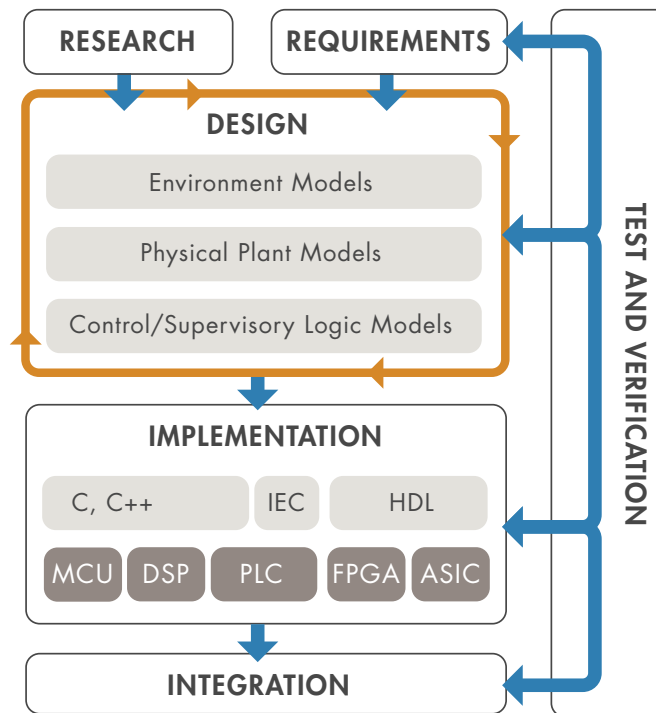 RESEARCH
REQUIREMENTS
DESIGN
Environment Models
Physical Plant Models
Control/Supervisory Logic Models
IMPLEMENTATION
C, C++ IEC HDL
MCU DSP PLC FPGA ASIC
INTEGRATION
TEST AND VERIFICATION